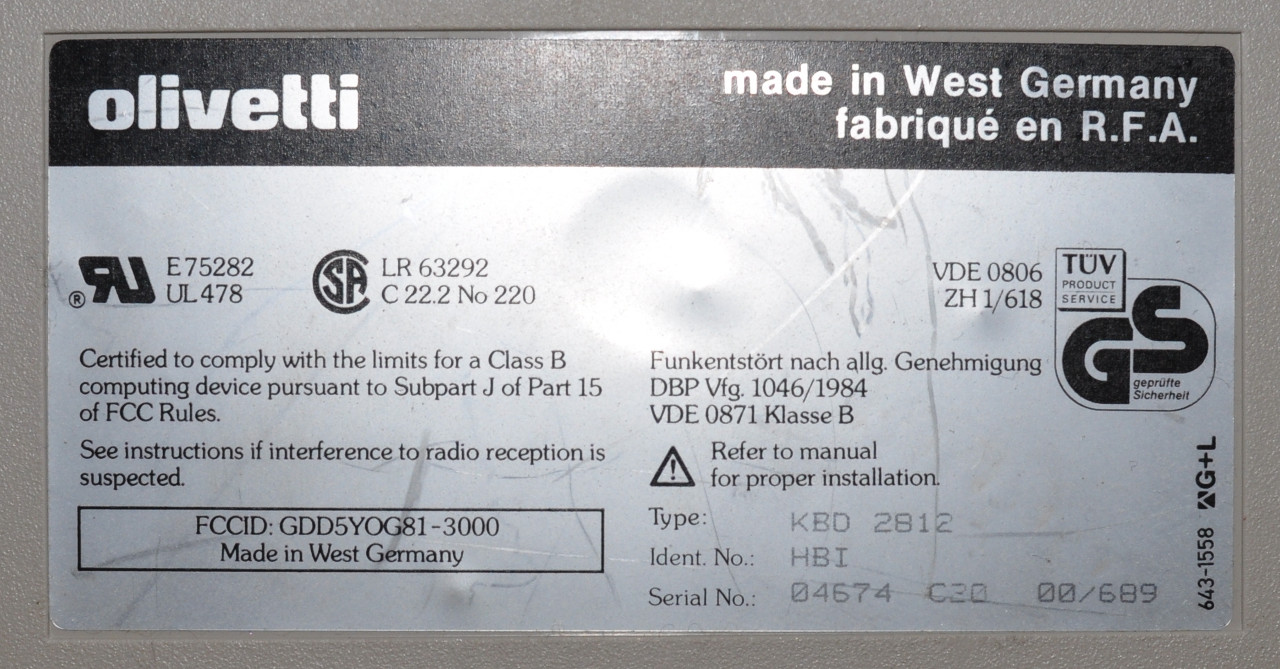 olivetti
made in West Germany
fabriqué en R.F.A.
® RU E75282
UL 478
SA LR 63292
C 22.2 No 220
VDE 0806
ZH 1/618
TÜV
PRODUCT
SERVICE
GS
geprüfte
Sicherheit
Certified to comply with the limits for a Class B
computing device pursuant to Subpart J of Part 15
of FCC Rules.
See instructions if interference to radio reception is
suspected.
FCCID: GDD5YOG81-3000
Made in West Germany
Funkentstört nach allg. Genehmigung
DBP Vfg. 1046/1984
VDE 0871 Klasse B
Refer to manual
for proper installation.
Type: KBD 2812
Ident. No.: HBI
Serial No.: 04674 C20 00/689
643-1558 G+L